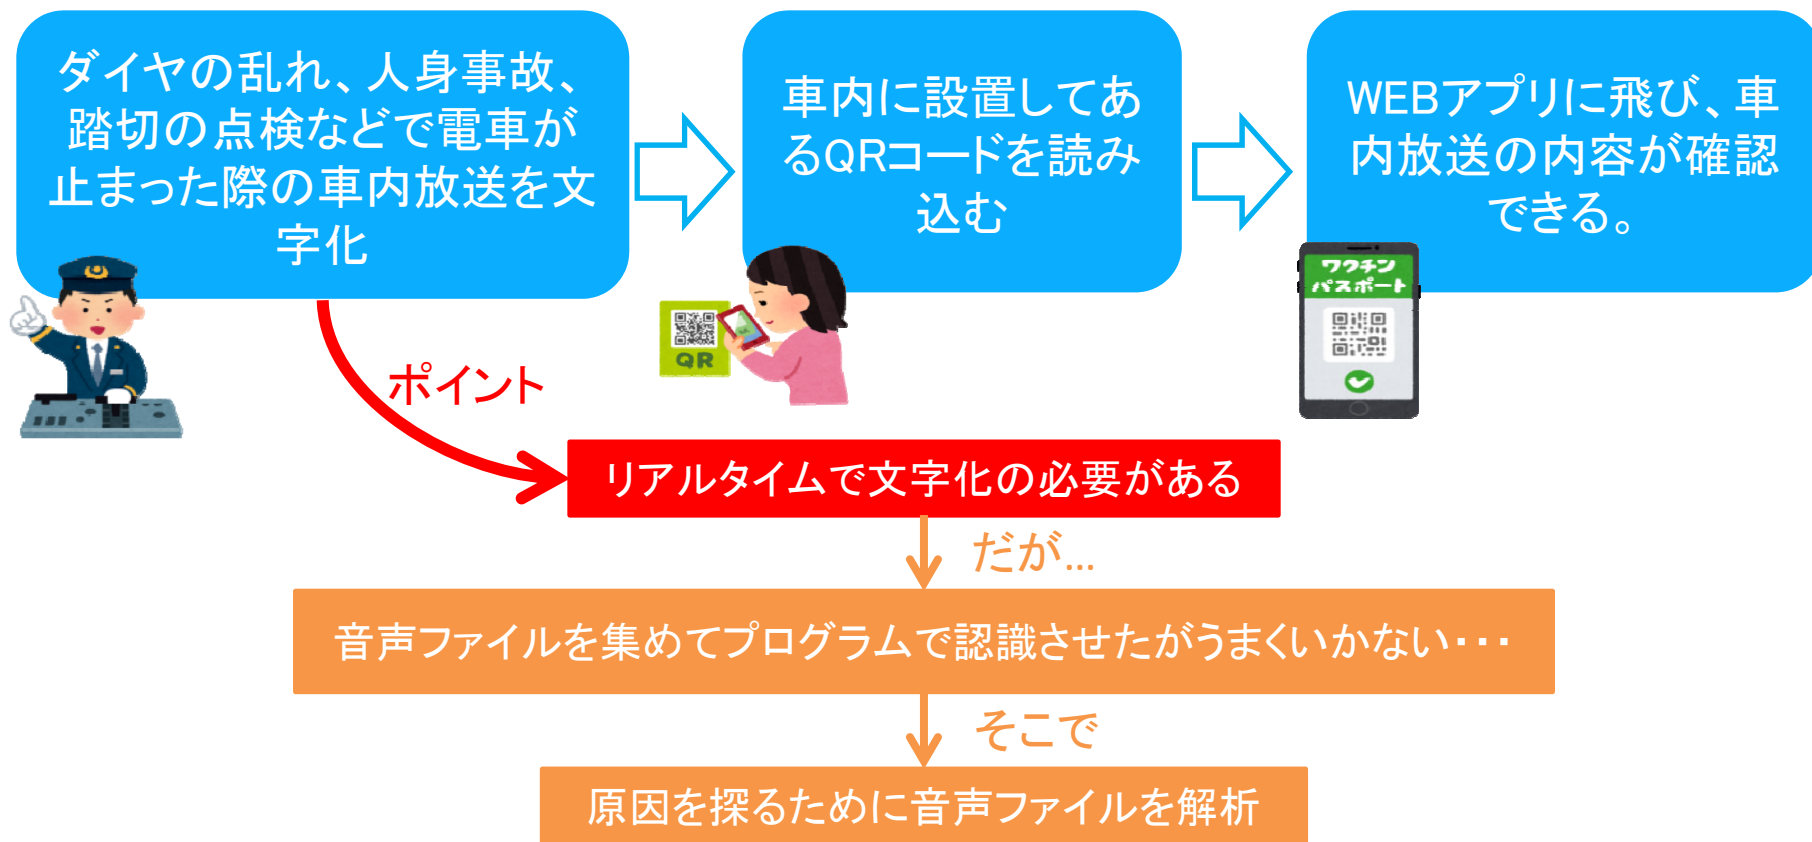 ダイヤの乱れ、人身事故、
踏切の点検などで電車が
止まった際の車内放送を文
字化
車内に設置してあ
るQRコードを読み
込む
WEBアプリに飛び、車
内放送の内容が確認
できる。
QR
ワクチン
パスポート
ポイント
リアルタイムで文字化の必要がある
だが...
音声ファイルを集めてプログラムで認識させたがうまくいかない・・・
そこで
原因を探るために音声ファイルを解析